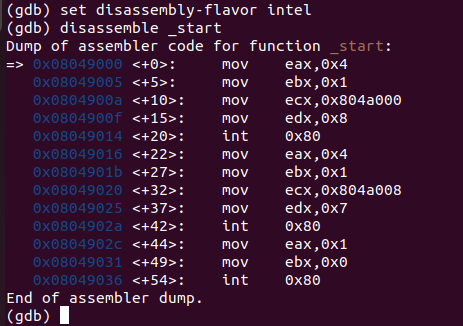 (gdb) set disassembly-flavor intel
(gdb) disassemble _start
Dump of assembler code for function _start:
=> 0x08049000 <+0>:     mov    eax,0x4
   0x08049005 <+5>:     mov    ebx,0x1
   0x0804900a <+10>:    mov    ecx,0x804a000
   0x0804900f <+15>:    mov    edx,0x8
   0x08049014 <+20>:    int    0x80
   0x08049016 <+22>:    mov    eax,0x4
   0x0804901b <+27>:    mov    ebx,0x1
   0x08049020 <+32>:    mov    ecx,0x804a008
   0x08049025 <+37>:    mov    edx,0x7
   0x0804902a <+42>:    int    0x80
   0x0804902c <+44>:    mov    eax,0x1
   0x08049031 <+49>:    mov    ebx,0x0
   0x08049036 <+54>:    int    0x80
End of assembler dump.
(gdb)